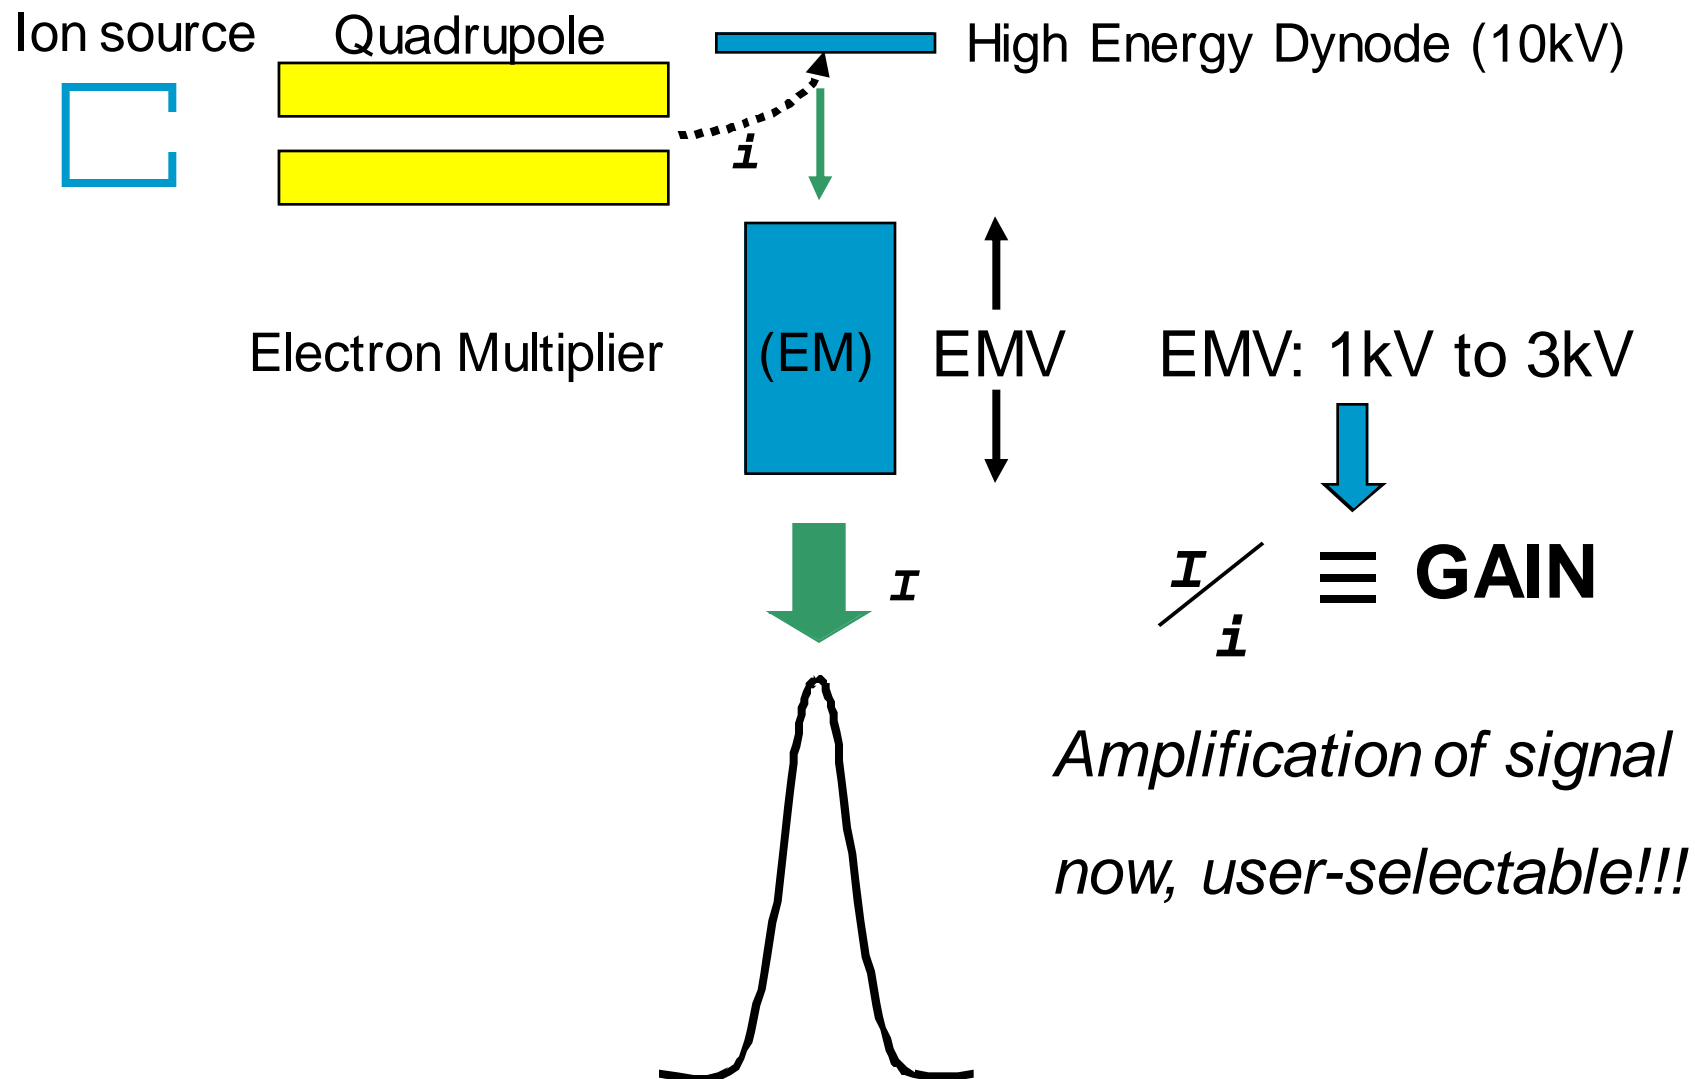 Ion source
Quadrupole
High Energy Dynode (10kV)
i
Electron Multiplier
(EM)
EMV
EMV: 1kV to 3kV
I
I/i ≡ GAIN
Amplification of signal
now, user-selectable!!!